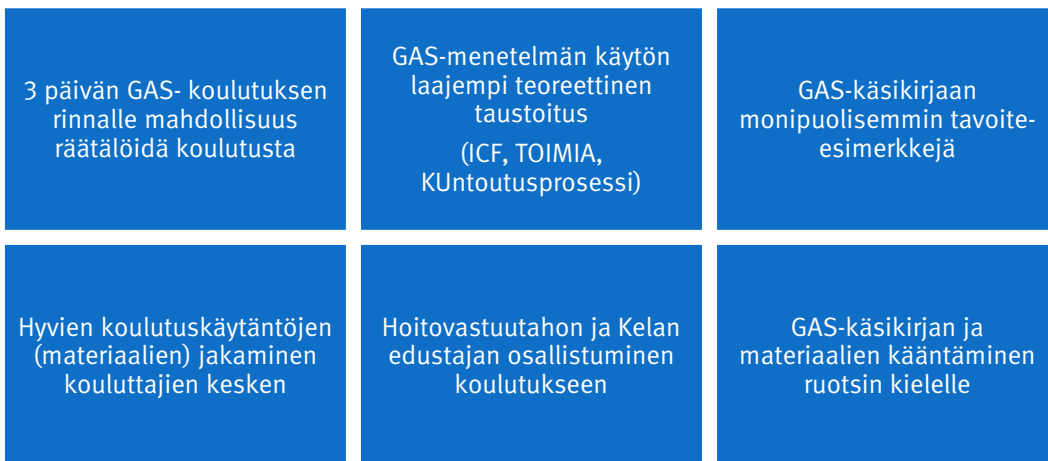 3 päivän GAS- koulutuksen
rinnalle mahdollisuus
räätälöidä koulutusta
GAS-menetelmän käytön
laajempi teoreettinen
taustoitus
(ICF, TOIMIA,
KUntoutusprosessi)
GAS-käsikirjaan
monipuolisemmin tavoite-
esimerkkejä
Hyvien koulutuskäytäntöjen
(materiaalien) jakaminen
kouluttajien kesken
Hoitovastuutahon ja Kelan
edustajan osallistuminen
koulutukseen
GAS-käsikirjan ja
materiaalien kääntäminen
ruotsin kielelle